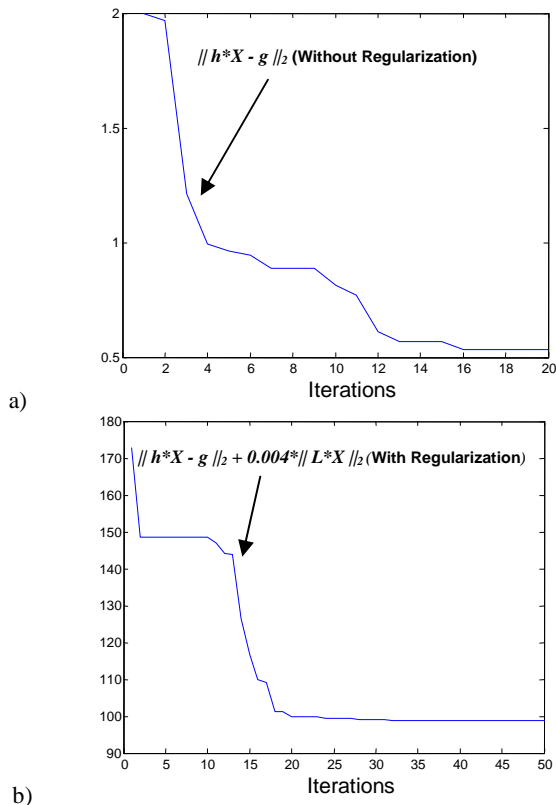 2
|| h*X - g ||2 (Without Regularization)
1.5
1
0.5
0 2 4 6 8 10 12 14 16 18 20
Iterations
a)
180
|| h*X - g ||2 + 0.004*|| L*X ||2 (With Regularization)
170
160
150
140
130
120
110
100
90
0 5 10 15 20 25 30 35 40 45 50
Iterations
b)